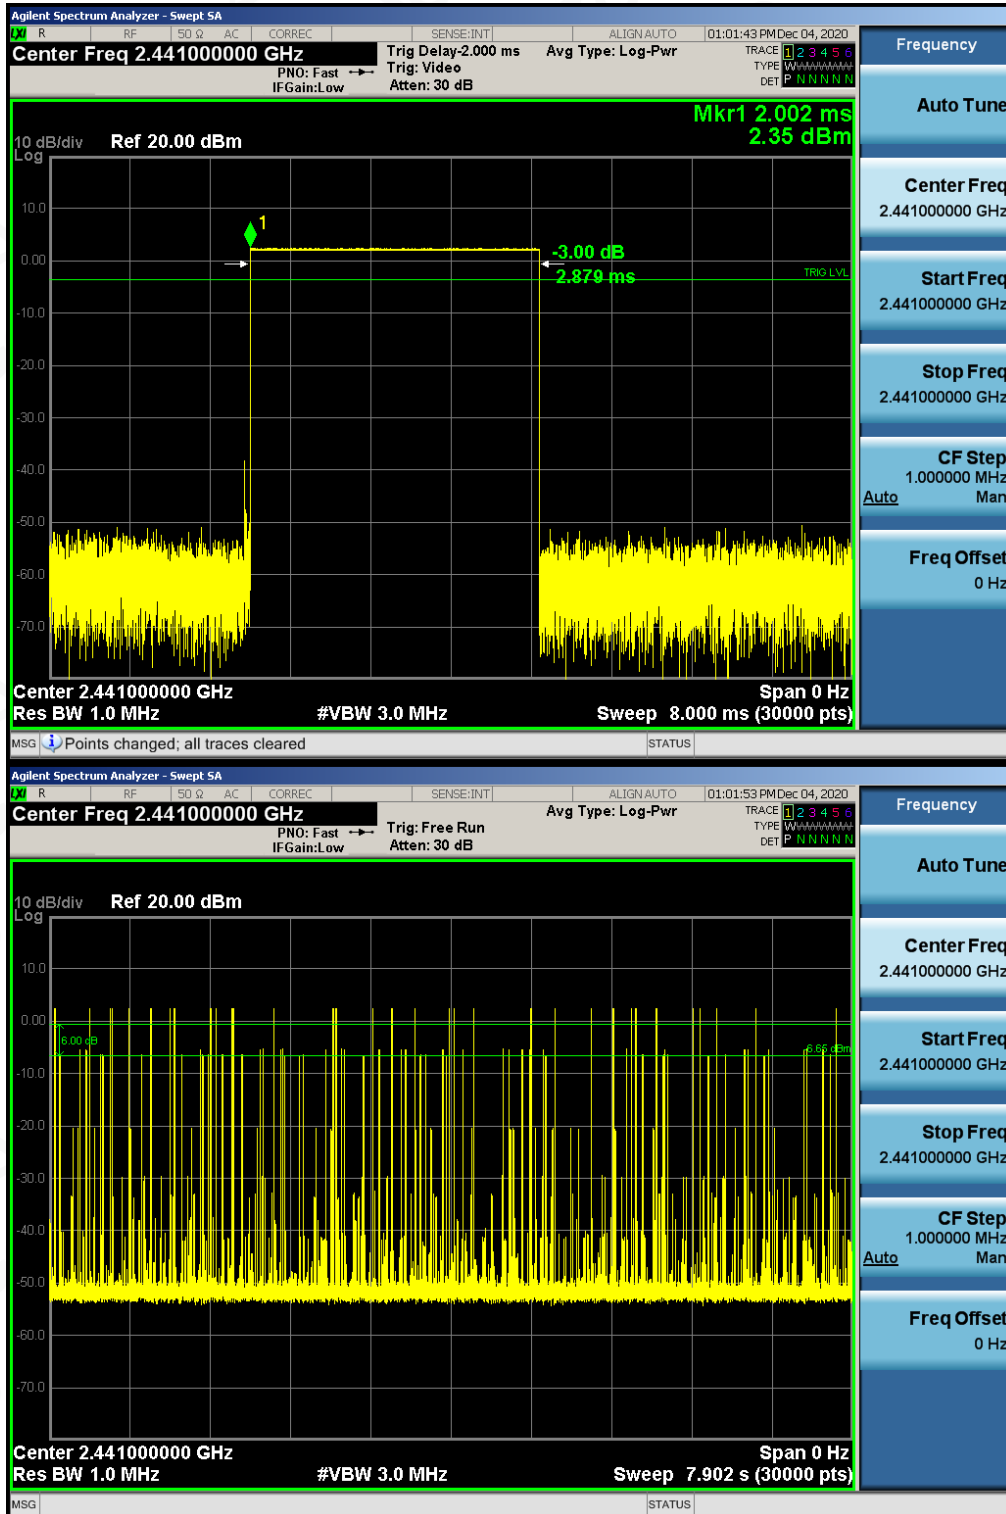 Agilent Spectrum Analyzer - Swept SA
LXI R RF 50 Ω AC CORREC SENSE:INT ALIGN AUTO 01:01:43 PM Dec 04, 2020
Center Freq 2.441000000 GHz
PNO: Fast
IFGain:Low
Trig Delay-2.000 ms
Trig: Video
Atten: 30 dB
Avg Type: Log-Pwr
TRACE 1 2 3 4 5 6
TYPE WWWWWW
DET P N N N N N
Mkr1 2.002 ms
2.35 dBm
10 dB/div Ref 20.00 dBm
Log
10.0
0.00
-10.0
-20.0
-30.0
-40.0
-50.0
-60.0
-70.0
1
-3.00 dB
2.879 ms
TRIG LVL
Center 2.441000000 GHz Span 0 Hz
Res BW 1.0 MHz #VBW 3.0 MHz Sweep 8.000 ms (30000 pts)
MSG Points changed; all traces cleared STATUS
Frequency
Auto Tune
Center Freq
2.441000000 GHz
Start Freq
2.441000000 GHz
Stop Freq
2.441000000 GHz
CF Step
1.000000 MHz
Auto Man
Freq Offset
0 Hz
Agilent Spectrum Analyzer - Swept SA
LXI R RF 50 Ω AC CORREC SENSE:INT ALIGN AUTO 01:01:53 PM Dec 04, 2020
Center Freq 2.441000000 GHz
PNO: Fast
IFGain:Low
Trig: Free Run
Atten: 30 dB
Avg Type: Log-Pwr
TRACE 1 2 3 4 5 6
TYPE WWWWWW
DET P N N N N N
10 dB/div Ref 20.00 dBm
Log
10.0
0.00
-10.0
-20.0
-30.0
-40.0
-50.0
-60.0
-70.0
6.00 dB
-6.65 dBm
Center 2.441000000 GHz Span 0 Hz
Res BW 1.0 MHz #VBW 3.0 MHz Sweep 7.902 s (30000 pts)
MSG STATUS
Frequency
Auto Tune
Center Freq
2.441000000 GHz
Start Freq
2.441000000 GHz
Stop Freq
2.441000000 GHz
CF Step
1.000000 MHz
Auto Man
Freq Offset
0 Hz